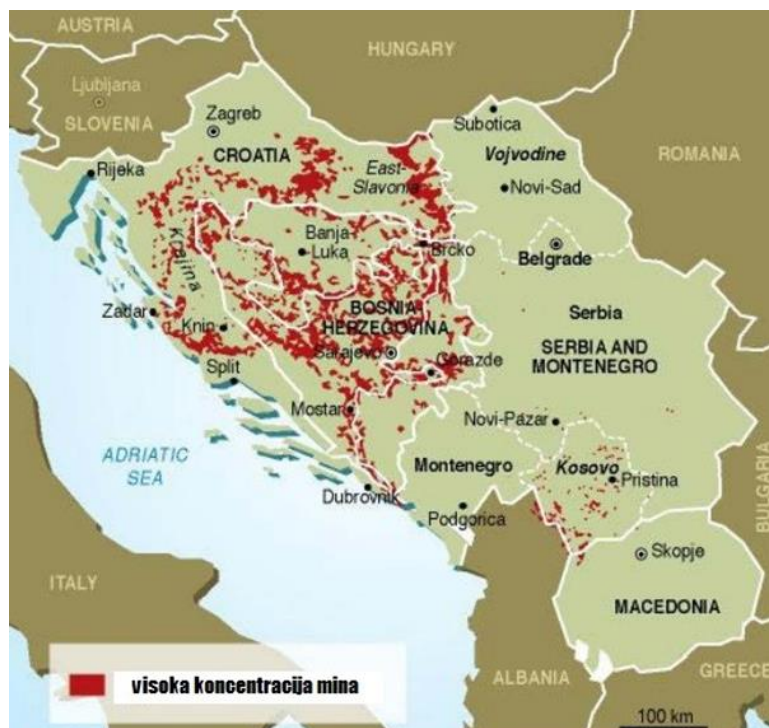 AUSTRIA
HUNGARY
Ljubljana
SLOVENIA
Zagreb
Subotica
CROATIA
East-
Slavonia
Vojvodine
ROMANIA
Rijeka
Novi-Sad
Krajina
Banja-
Luka
Brčko
Belgrade
Zadar
Knin
BOSNIA
HERZEGOVINA
Serbia
Sarajevo
SERBIA AND
MONTENEGRO
Split
Gorazde
Mostar
Novi-Pazar
ADRIATIC
SEA
Montenegro
Kosovo
Pristina
Dubrovnik
Podgorica
BULGARIA
Skopje
ITALY
MACEDONIA
ALBANIA
GREECE
visoka koncentracija mina
100 km